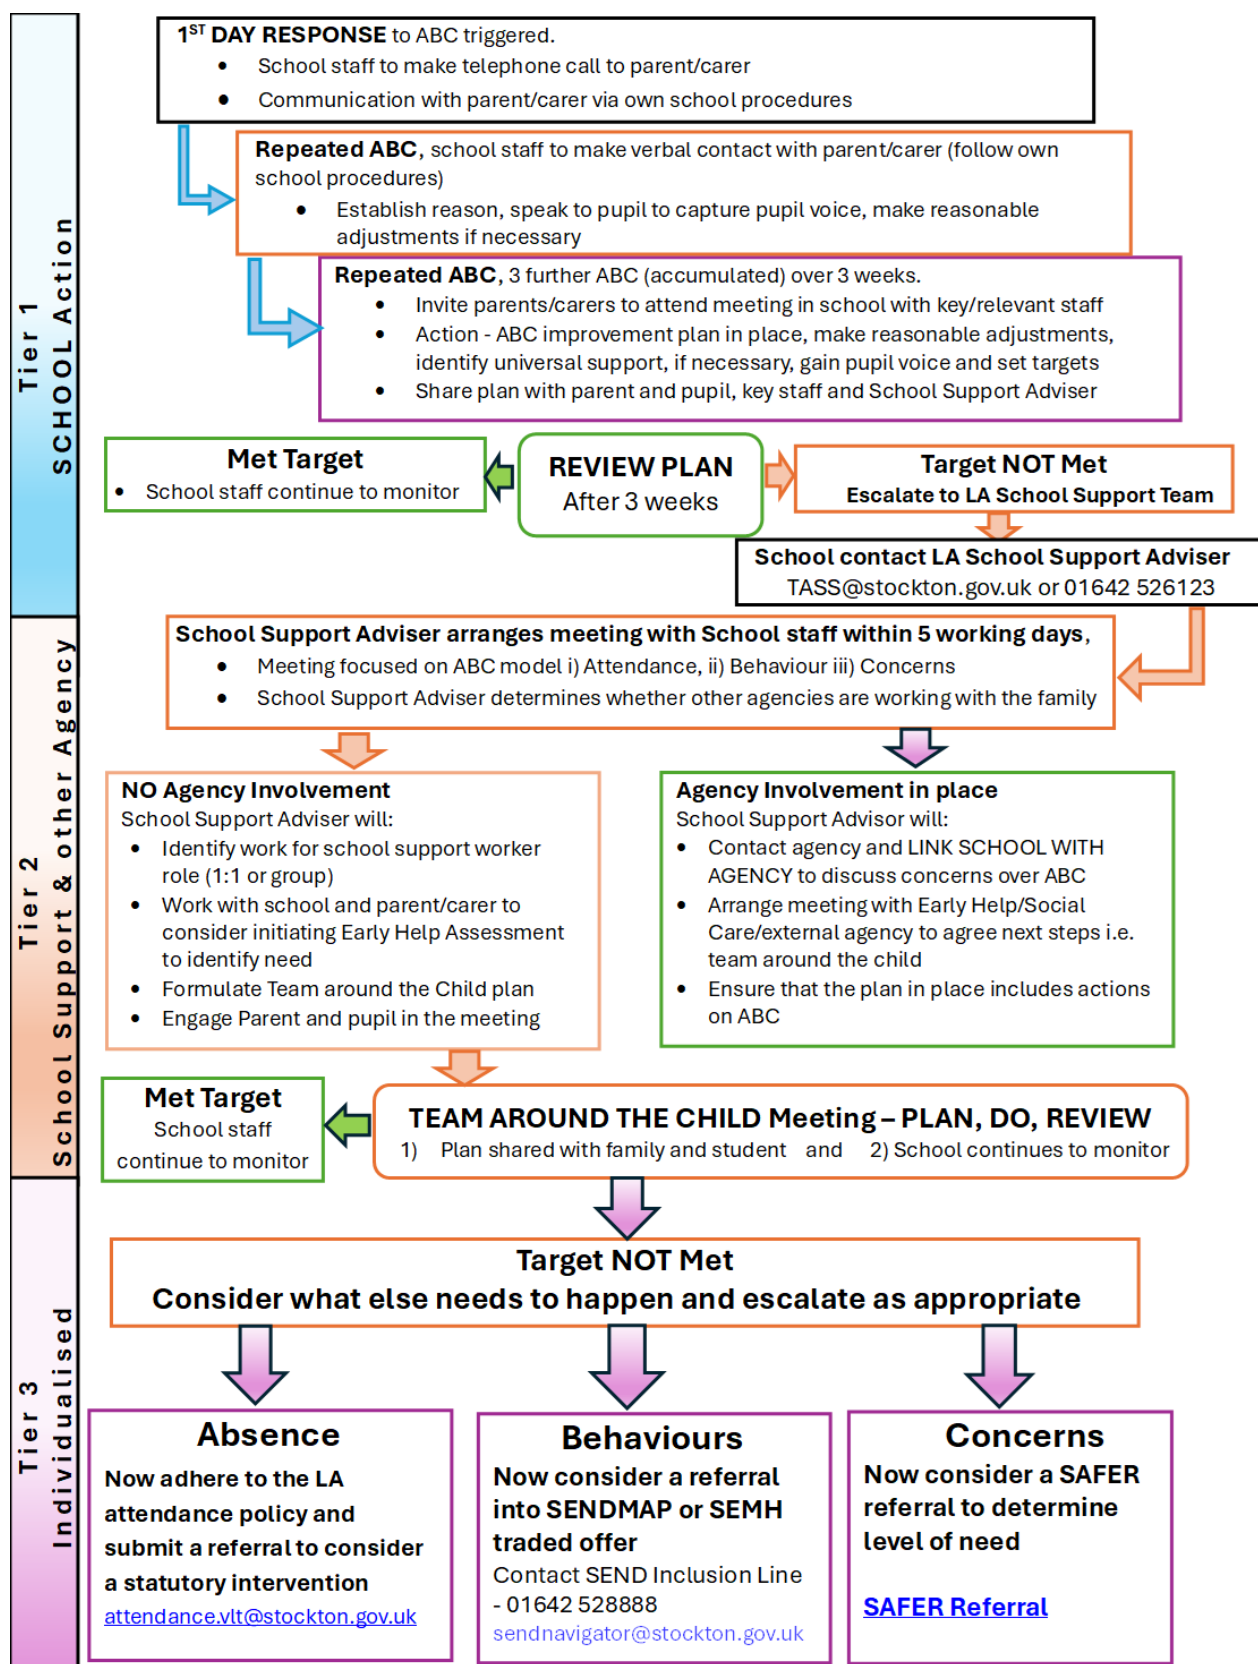 1ST DAY RESPONSE to ABC triggered.
• School staff to make telephone call to parent/carer
• Communication with parent/carer via own school procedures
Repeated ABC, school staff to make verbal contact with parent/carer (follow own
school procedures)
• Establish reason, speak to pupil to capture pupil voice, make reasonable
adjustments if necessary
Repeated ABC, 3 further ABC (accumulated) over 3 weeks.
• Invite parents/carers to attend meeting in school with key/relevant staff
• Action - ABC improvement plan in place, make reasonable adjustments,
identify universal support, if necessary, gain pupil voice and set targets
• Share plan with parent and pupil, key staff and School Support Adviser
Tier 1
SCHOOL Action
Met Target
• School staff continue to monitor
REVIEW PLAN
After 3 weeks
Target NOT Met
Escalate to LA School Support Team
School contact LA School Support Adviser
TASS@stockton.gov.uk or 01642 526123
School Support Adviser arranges meeting with School staff within 5 working days,
• Meeting focused on ABC model i) Attendance, ii) Behaviour iii) Concerns
• School Support Adviser determines whether other agencies are working with the family
Tier 2
School Support & other Agency
NO Agency Involvement
School Support Adviser will:
• Identify work for school support worker
role (1:1 or group)
• Work with school and parent/carer to
consider initiating Early Help Assessment
to identify need
• Formulate Team around the Child plan
• Engage Parent and pupil in the meeting
Agency Involvement in place
School Support Advisor will:
• Contact agency and LINK SCHOOL WITH
AGENCY to discuss concerns over ABC
• Arrange meeting with Early Help/Social
Care/external agency to agree next steps i.e.
team around the child
• Ensure that the plan in place includes actions
on ABC
Met Target
School staff
continue to monitor
TEAM AROUND THE CHILD Meeting – PLAN, DO, REVIEW
1) Plan shared with family and student and 2) School continues to monitor
Target NOT Met
Consider what else needs to happen and escalate as appropriate
Tier 3
Individualised
Absence
Now adhere to the LA
attendance policy and
submit a referral to consider
a statutory intervention
attendance.vlt@stockton.gov.uk
Behaviours
Now consider a referral
into SENDMAP or SEMH
traded offer
Contact SEND Inclusion Line
- 01642 528888
sendnavigator@stockton.gov.uk
Concerns
Now consider a SAFER
referral to determine
level of need
SAFER Referral